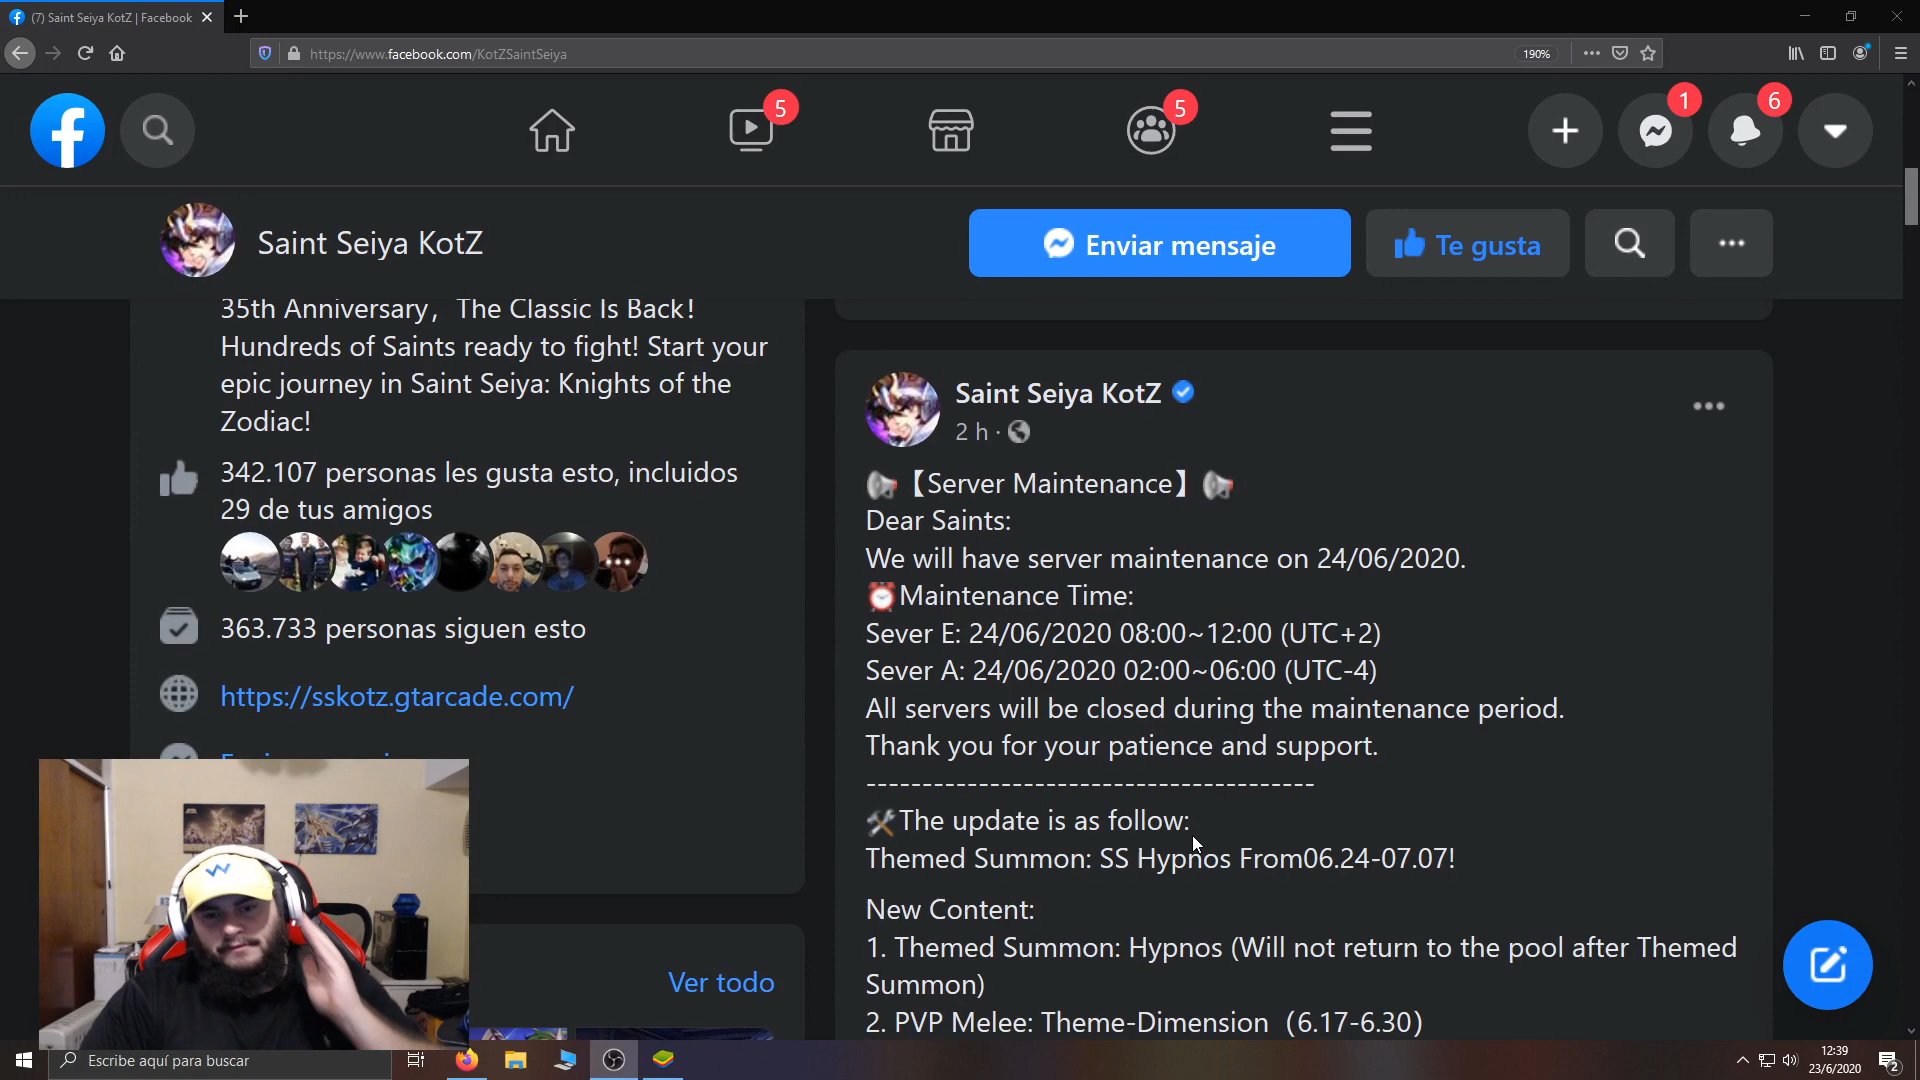 (7) Saint Seiya KotZ | Facebook
https://www.facebook.com/KotZSaintSeiya
190%
5
5
1
6
Saint Seiya KotZ
Enviar mensaje
Te gusta
35th Anniversary，The Classic Is Back！
Hundreds of Saints ready to fight! Start your
epic journey in Saint Seiya: Knights of the
Zodiac!
342.107 personas les gusta esto, incluidos
29 de tus amigos
363.733 personas siguen esto
https://sskotz.gtarcade.com/
Ver todo
Saint Seiya KotZ
2 h ·
【Server Maintenance】
Dear Saints:
We will have server maintenance on 24/06/2020.
Maintenance Time:
Sever E: 24/06/2020 08:00~12:00 (UTC+2)
Sever A: 24/06/2020 02:00~06:00 (UTC-4)
All servers will be closed during the maintenance period.
Thank you for your patience and support.
----------------------------------------
The update is as follow:
Themed Summon: SS Hypnos From06.24-07.07!
New Content:
1. Themed Summon: Hypnos (Will not return to the pool after Themed
Summon)
2. PVP Melee: Theme-Dimension（6.17-6.30）
Escribe aquí para buscar
12:39
23/6/2020
2